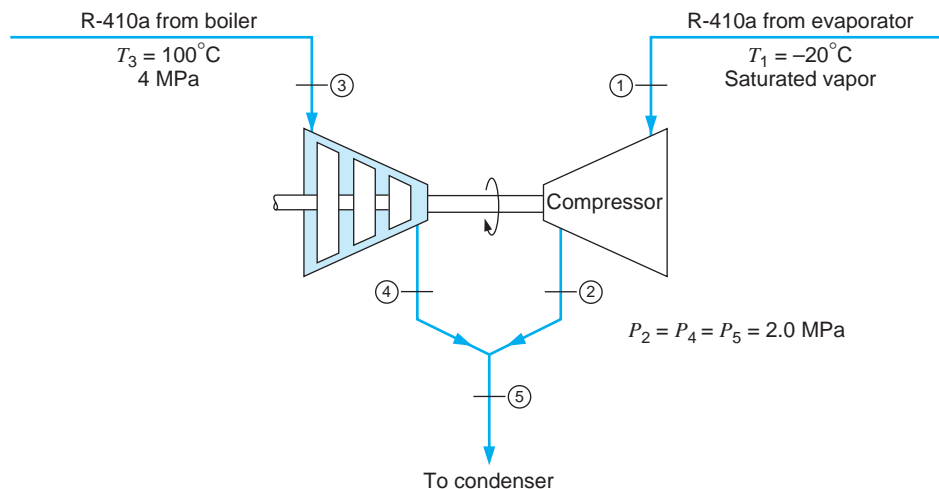 R-410a from boiler
T₃ = 100°C
4 MPa
3
R-410a from evaporator
T₁ = –20°C
Saturated vapor
1
Compressor
4
2
P₂ = P₄ = P₅ = 2.0 MPa
5
To condenser